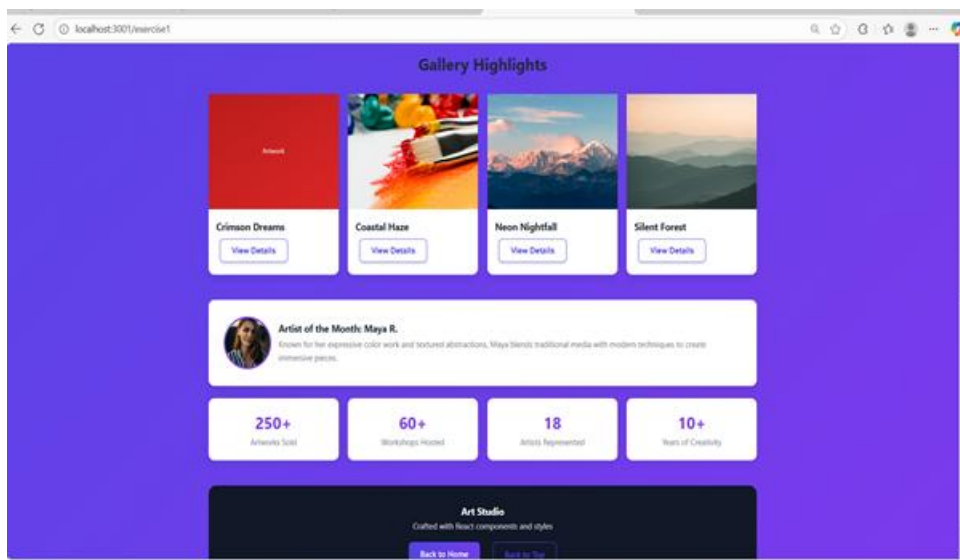 localhost:3001/exercise1
Gallery Highlights
Artwork
Crimson Dreams
View Details
Coastal Haze
View Details
Neon Nightfall
View Details
Silent Forest
View Details
Artist of the Month: Maya R.
Known for her expressive color work and textured abstractions, Maya blends traditional media with modern techniques to create
immersive pieces.
250+
Artworks Sold
60+
Workshops Hosted
18
Artists Represented
10+
Years of Creativity
Art Studio
Crafted with React components and styles
Back to Home
Back to Top